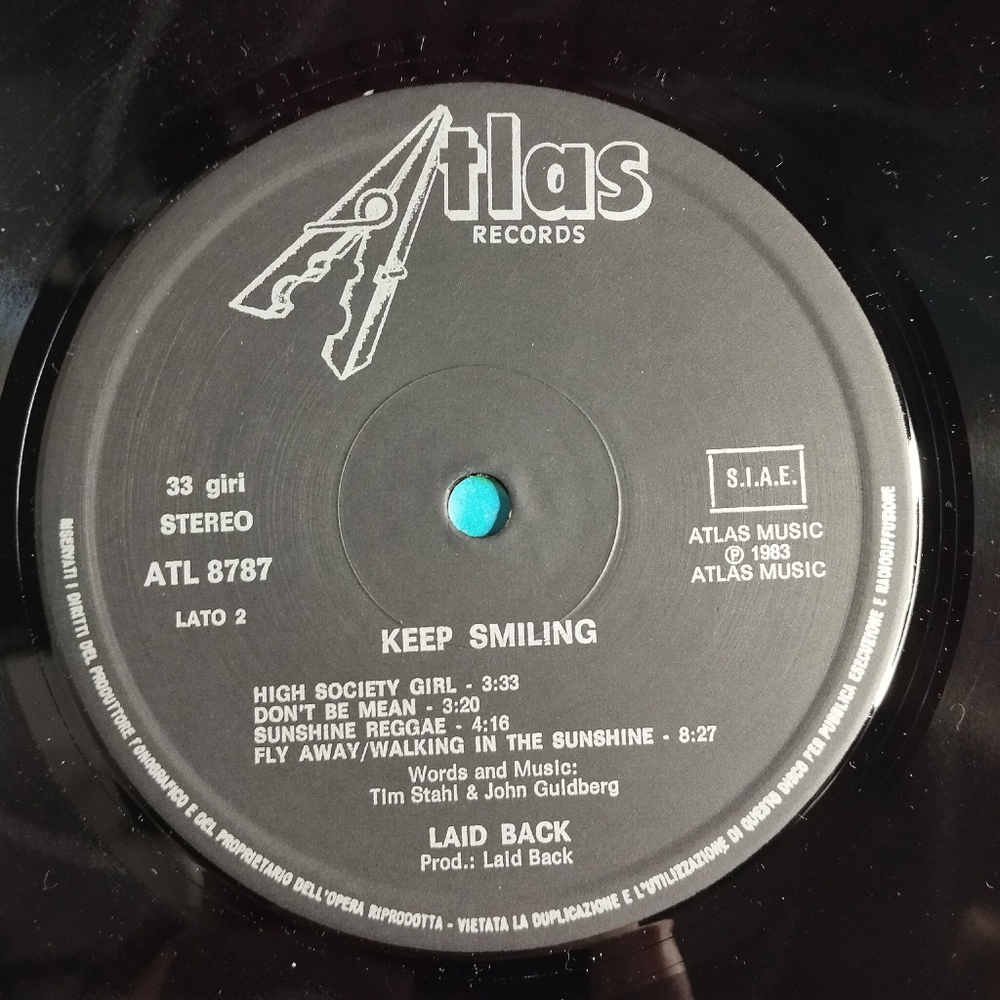 Atlas
RECORDS
33 giri
STEREO
ATL 8787
LATO 2
S.I.A.E.
ATLAS MUSIC
℗ 1983
ATLAS MUSIC
KEEP SMILING
HIGH SOCIETY GIRL - 3:33
DON'T BE MEAN - 3:20
SUNSHINE REGGAE - 4:16
FLY AWAY/WALKING IN THE SUNSHINE - 8:27
Words and Music:
Tim Stahl & John Guldberg
LAID BACK
Prod.: Laid Back
RISERVATI I DIRITTI DEL PRODUTTORE FONOGRAFICO E DEL PROPRIETARIO DELL'OPERA RIPRODOTTA - VIETATA LA DUPLICAZIONE E L'UTILIZZAZIONE DI QUESTO DISCO PER PUBBLICA ESECUZIONE E RADIODIFFUSIONE